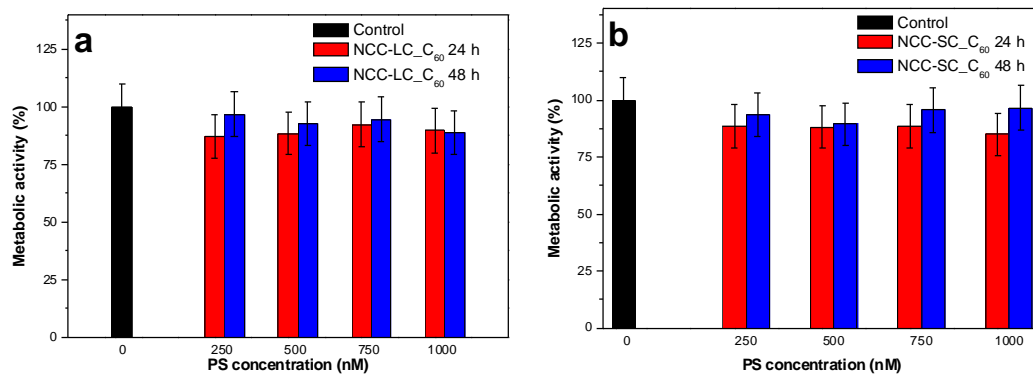 a
Control
NCC-LC_C60 24 h
NCC-LC_C60 48 h
Metabolic activity (%)
125
100
75
50
25
0
0 250 500 750 1000
PS concentration (nM)
b
Control
NCC-SC_C60 24 h
NCC-SC_C60 48 h
Metabolic activity (%)
125
100
75
50
25
0
0 250 500 750 1000
PS concentration (nM)